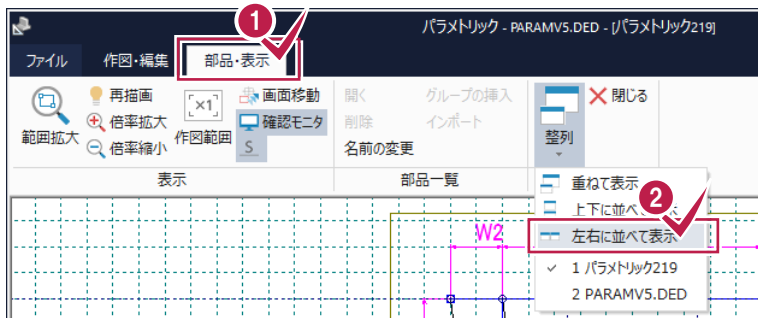 1
パラメトリック - PARAMV5.DED - [パラメトリック219]
ファイル 作図・編集 部品・表示
範囲拡大
再描画
倍率拡大
倍率縮小
×1
作図範囲
画面移動
確認モニタ
S
表示
開く グループの挿入
削除 インポート
名前の変更
部品一覧
整列
閉じる
重ねて表示
上下に並べ
2
左右に並べて表示
✓ 1 パラメトリック219
2 PARAMV5.DED
W2